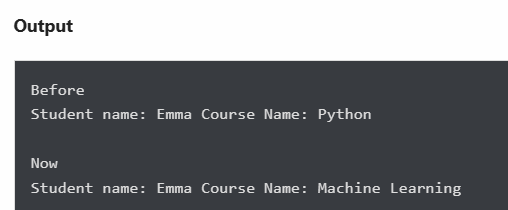 Output
Before
Student name: Emma Course Name: Python
Now
Student name: Emma Course Name: Machine Learning